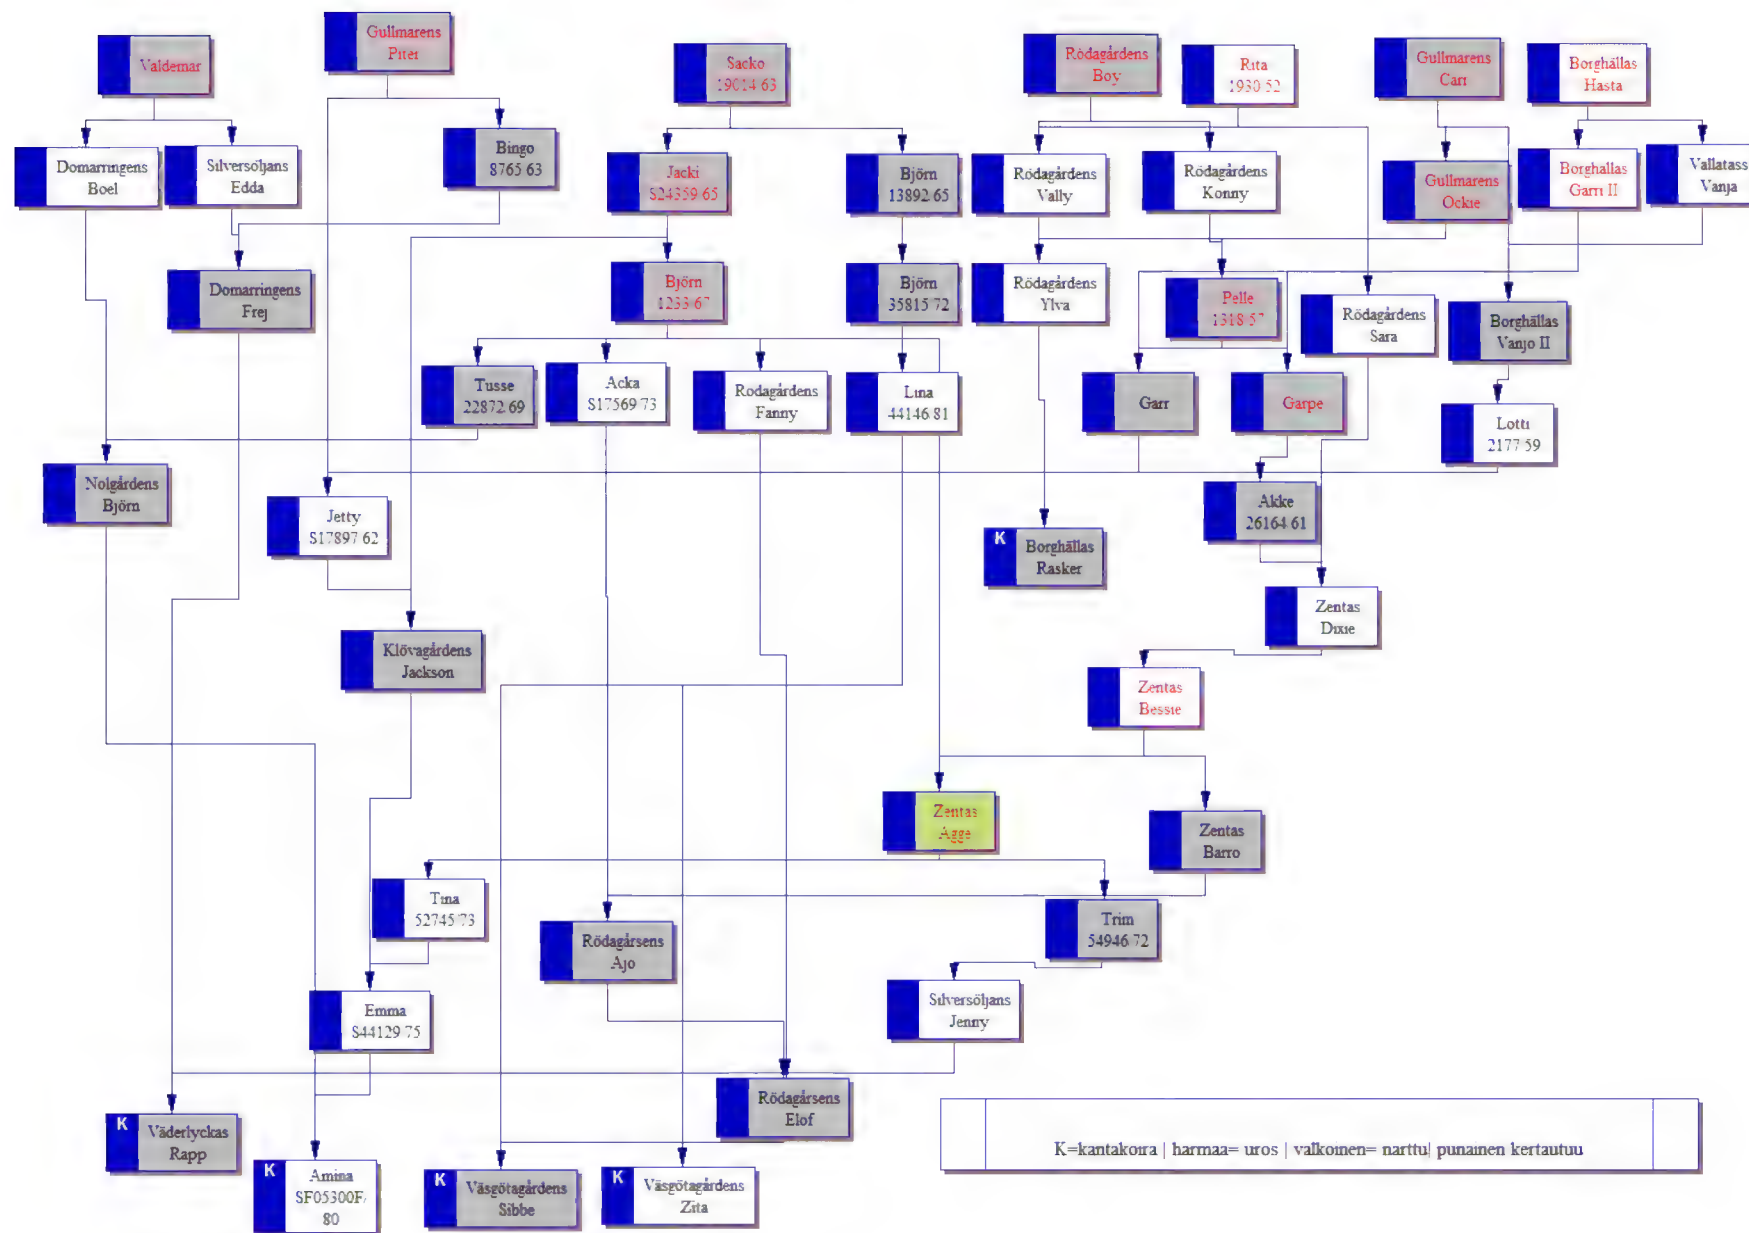 Valdemar
Gullmarens
Piter
Sacko
19014/63
Rödagårdens
Boy
Rita
1930/52
Gullmarens
Carr
Borghällas
Hasta
Domarringens
Boel
Silversöljans
Edda
Bingo
8765/63
Jacki
S24359/65
Björn
13892/65
Rödagårdens
Vally
Rödagårdens
Konny
Gullmarens
Ockie
Borghallas
Garri II
Vallatass
Vanja
Domarringens
Frej
Björn
1233/67
Björn
35815/72
Rödagårdens
Ylva
Pelle
1318/57
Rödagårdens
Sara
Borghällas
Vanjo II
Tusse
22872/69
Acka
S17569/73
Rodagårdens
Fanny
Lina
44146/81
Garr
Garpe
Lotti
2177/59
Nolgårdens
Björn
Jetty
S17897/62
K
Borghällas
Rasker
Akke
26164/61
Zentas
Dixie
Klövagårdens
Jackson
Zentas
Bessie
Zentas
Agge
Zentas
Barro
Tina
52745/73
Rödagårsens
Ajo
Trim
54946/72
Emma
S44129/75
Silversöljans
Jenny
Rödagårsens
Elof
K
Väderlyckas
Rapp
K
Amina
SF05300F/
80
K
Väsgötagårdens
Sibbe
K
Väsgötagårdens
Zita
K=kantakoira | harmaa= uros | valkoinen= narttu| punainen kertautuu